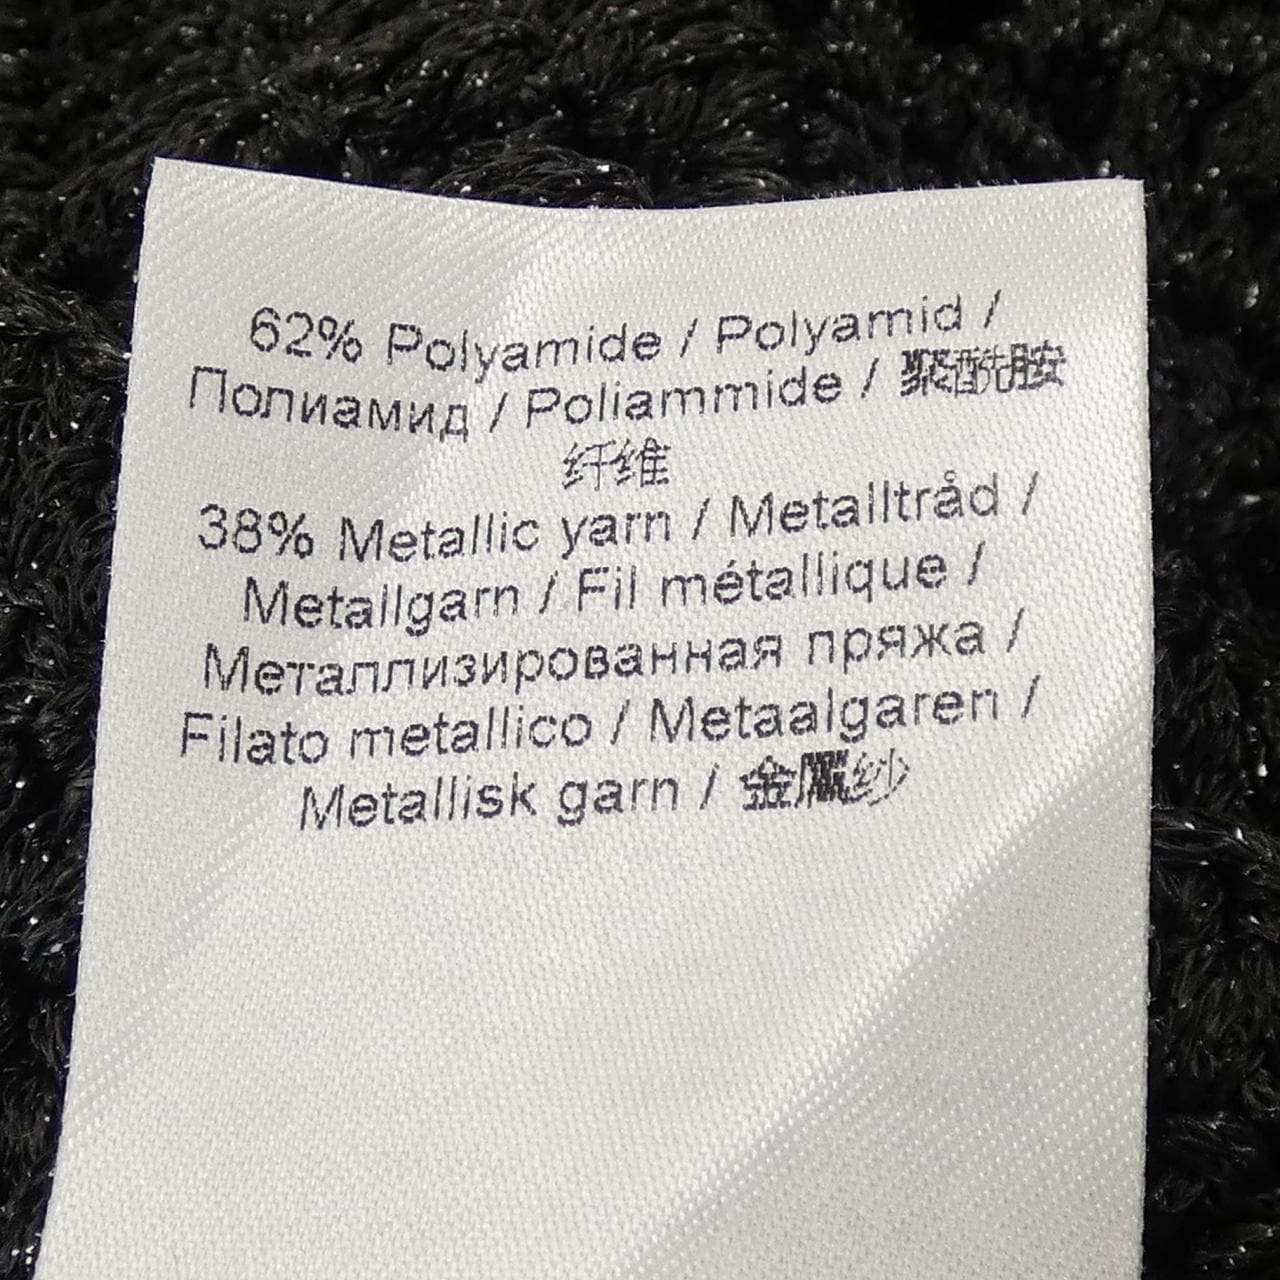 62% Polyamide / Polyamid /
Полиамид / Poliammide / 聚酰胺
纤维
38% Metallic yarn / Metalltråd /
Metallgarn / Fil métallique /
Металлизированная пряжа /
Filato metallico / Metaalgaren /
Metallisk garn / 金属纱